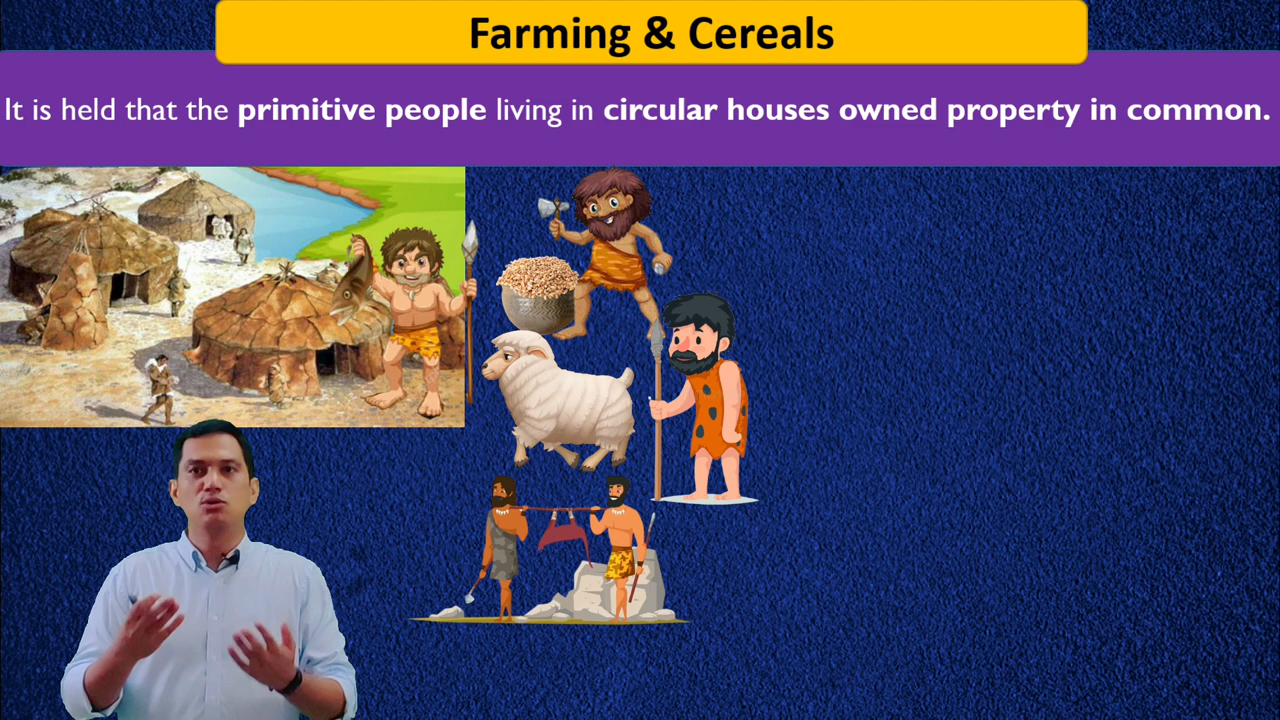 Farming & Cereals
It is held that the primitive people living in circular houses owned property in common.